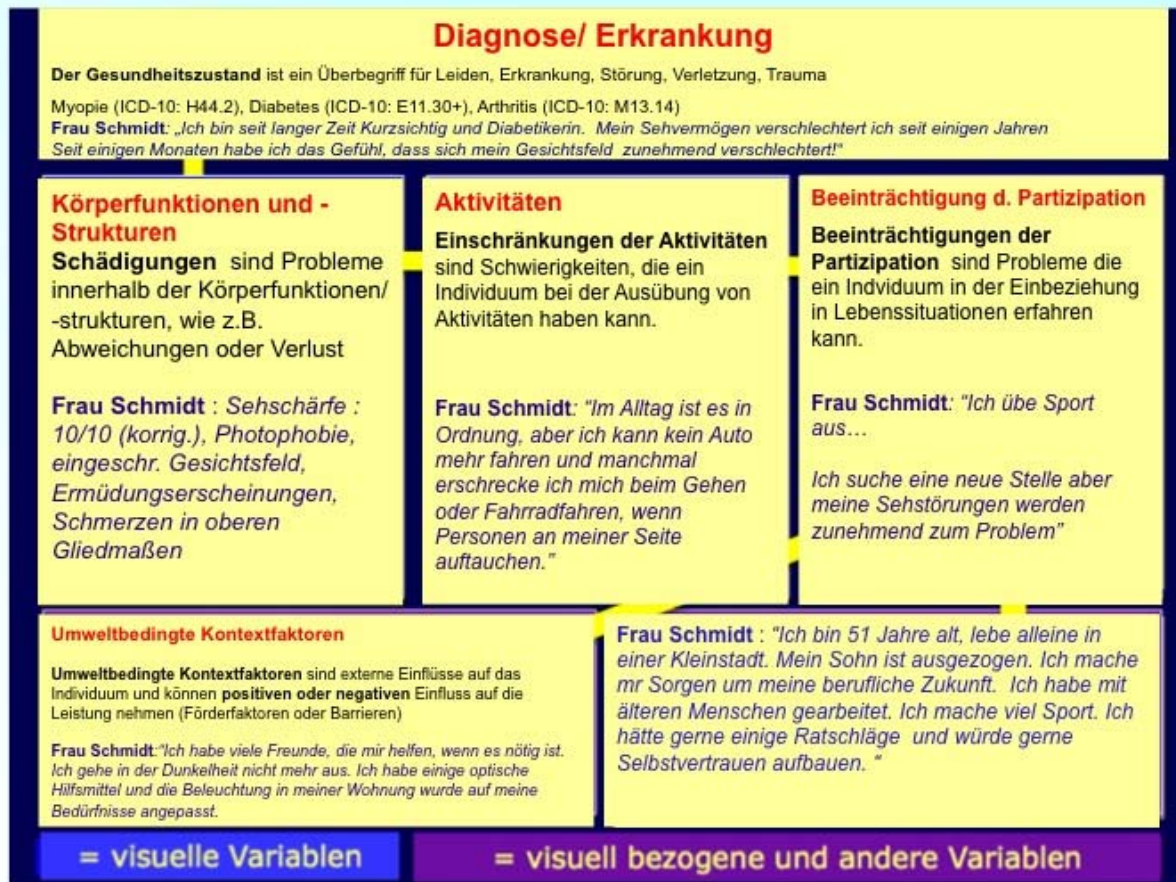 Diagnose/ Erkrankung
Der Gesundheitszustand ist ein Überbegriff für Leiden, Erkrankung, Störung, Verletzung, Trauma
Myopie (ICD-10: H44.2), Diabetes (ICD-10: E11.30+), Arthritis (ICD-10: M13.14)
Frau Schmidt: „Ich bin seit langer Zeit Kurzsichtig und Diabetikerin. Mein Sehvermögen verschlechtert ich seit einigen Jahren
Seit einigen Monaten habe ich das Gefühl, dass sich mein Gesichtsfeld zunehmend verschlechtert!"
Körperfunktionen und -
Strukturen
Schädigungen sind Probleme
innerhalb der Körperfunktionen/
-strukturen, wie z.B.
Abweichungen oder Verlust
Frau Schmidt : Sehschärfe :
10/10 (korrig.), Photophobie,
eingeschr. Gesichtsfeld,
Ermüdungserscheinungen,
Schmerzen in oberen
Gliedmaßen
Aktivitäten
Einschränkungen der Aktivitäten
sind Schwierigkeiten, die ein
Individuum bei der Ausübung von
Aktivitäten haben kann.
Frau Schmidt: "Im Alltag ist es in
Ordnung, aber ich kann kein Auto
mehr fahren und manchmal
erschrecke ich mich beim Gehen
oder Fahrradfahren, wenn
Personen an meiner Seite
auftauchen."
Beeinträchtigung d. Partizipation
Beeinträchtigungen der
Partizipation sind Probleme die
ein Indviduum in der Einbeziehung
in Lebenssituationen erfahren
kann.
Frau Schmidt: "Ich übe Sport
aus…
Ich suche eine neue Stelle aber
meine Sehstörungen werden
zunehmend zum Problem"
Umweltbedingte Kontextfaktoren
Umweltbedingte Kontextfaktoren sind externe Einflüsse auf das
Individuum und können positiven oder negativen Einfluss auf die
Leistung nehmen (Förderfaktoren oder Barrieren)
Frau Schmidt:"Ich habe viele Freunde, die mir helfen, wenn es nötig ist.
Ich gehe in der Dunkelheit nicht mehr aus. Ich habe einige optische
Hilfsmittel und die Beleuchtung in meiner Wohnung wurde auf meine
Bedürfnisse angepasst.
Frau Schmidt : "Ich bin 51 Jahre alt, lebe alleine in
einer Kleinstadt. Mein Sohn ist ausgezogen. Ich mache
mr Sorgen um meine berufliche Zukunft. Ich habe mit
älteren Menschen gearbeitet. Ich mache viel Sport. Ich
hätte gerne einige Ratschläge und würde gerne
Selbstvertrauen aufbauen. "
= visuelle Variablen
= visuell bezogene und andere Variablen